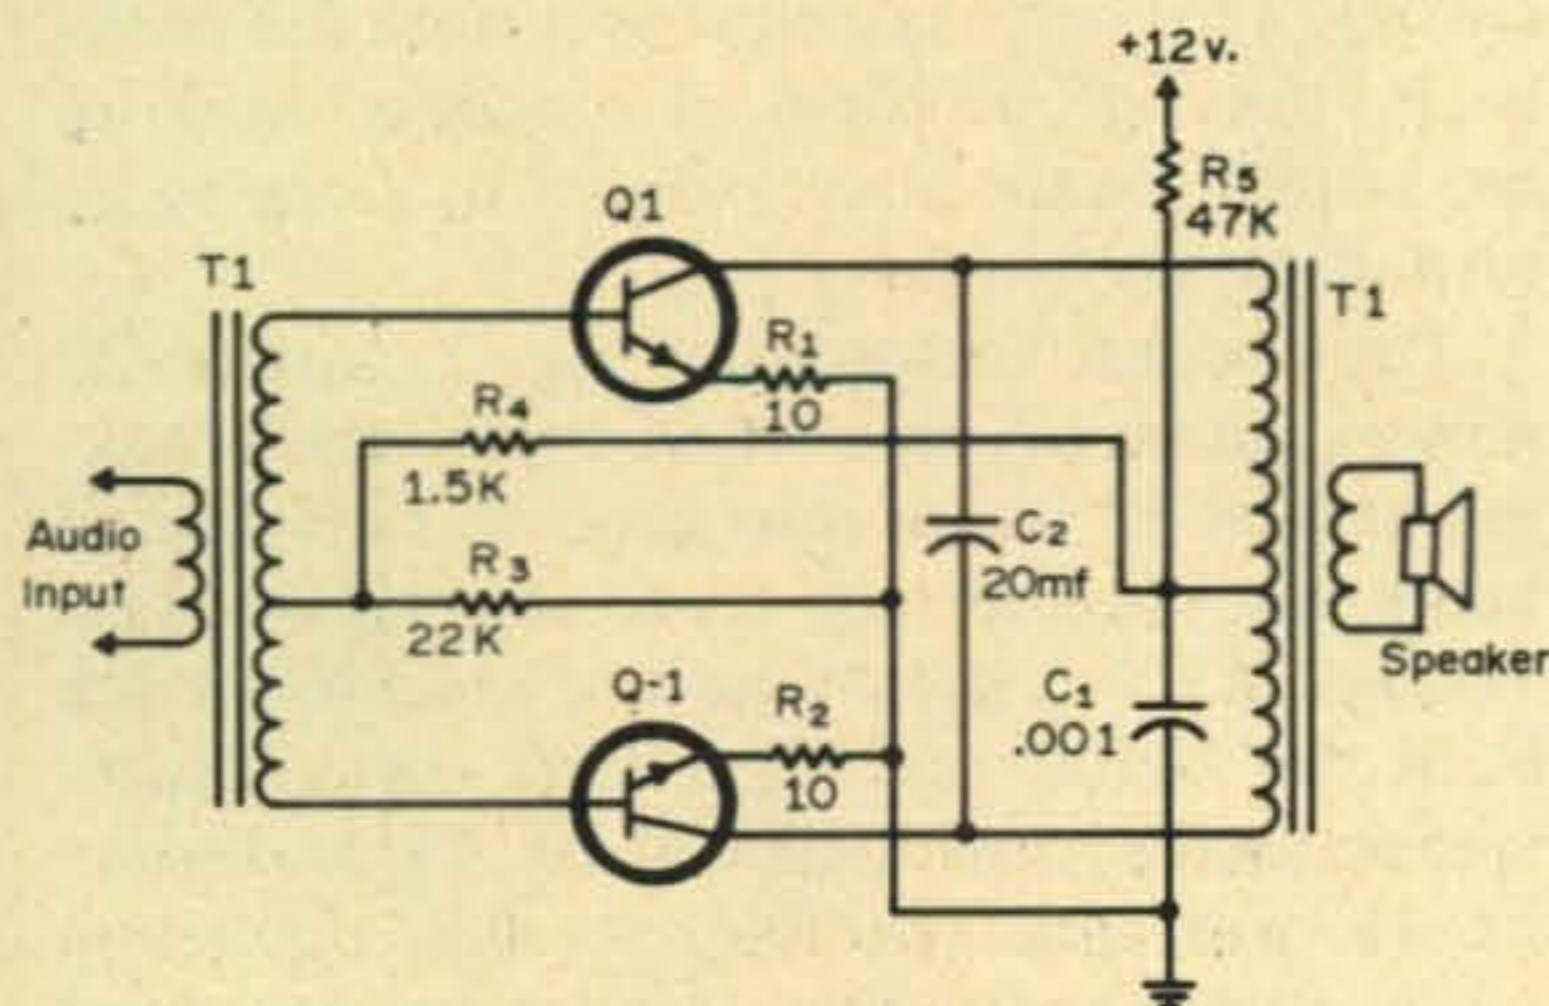 +12v.
R5
47K
Q1
T1
T1
R1
10
R4
1.5K
Audio
Input
R3
22K
C2
20mf
Speaker
Q-1
R2
10
C1
.001